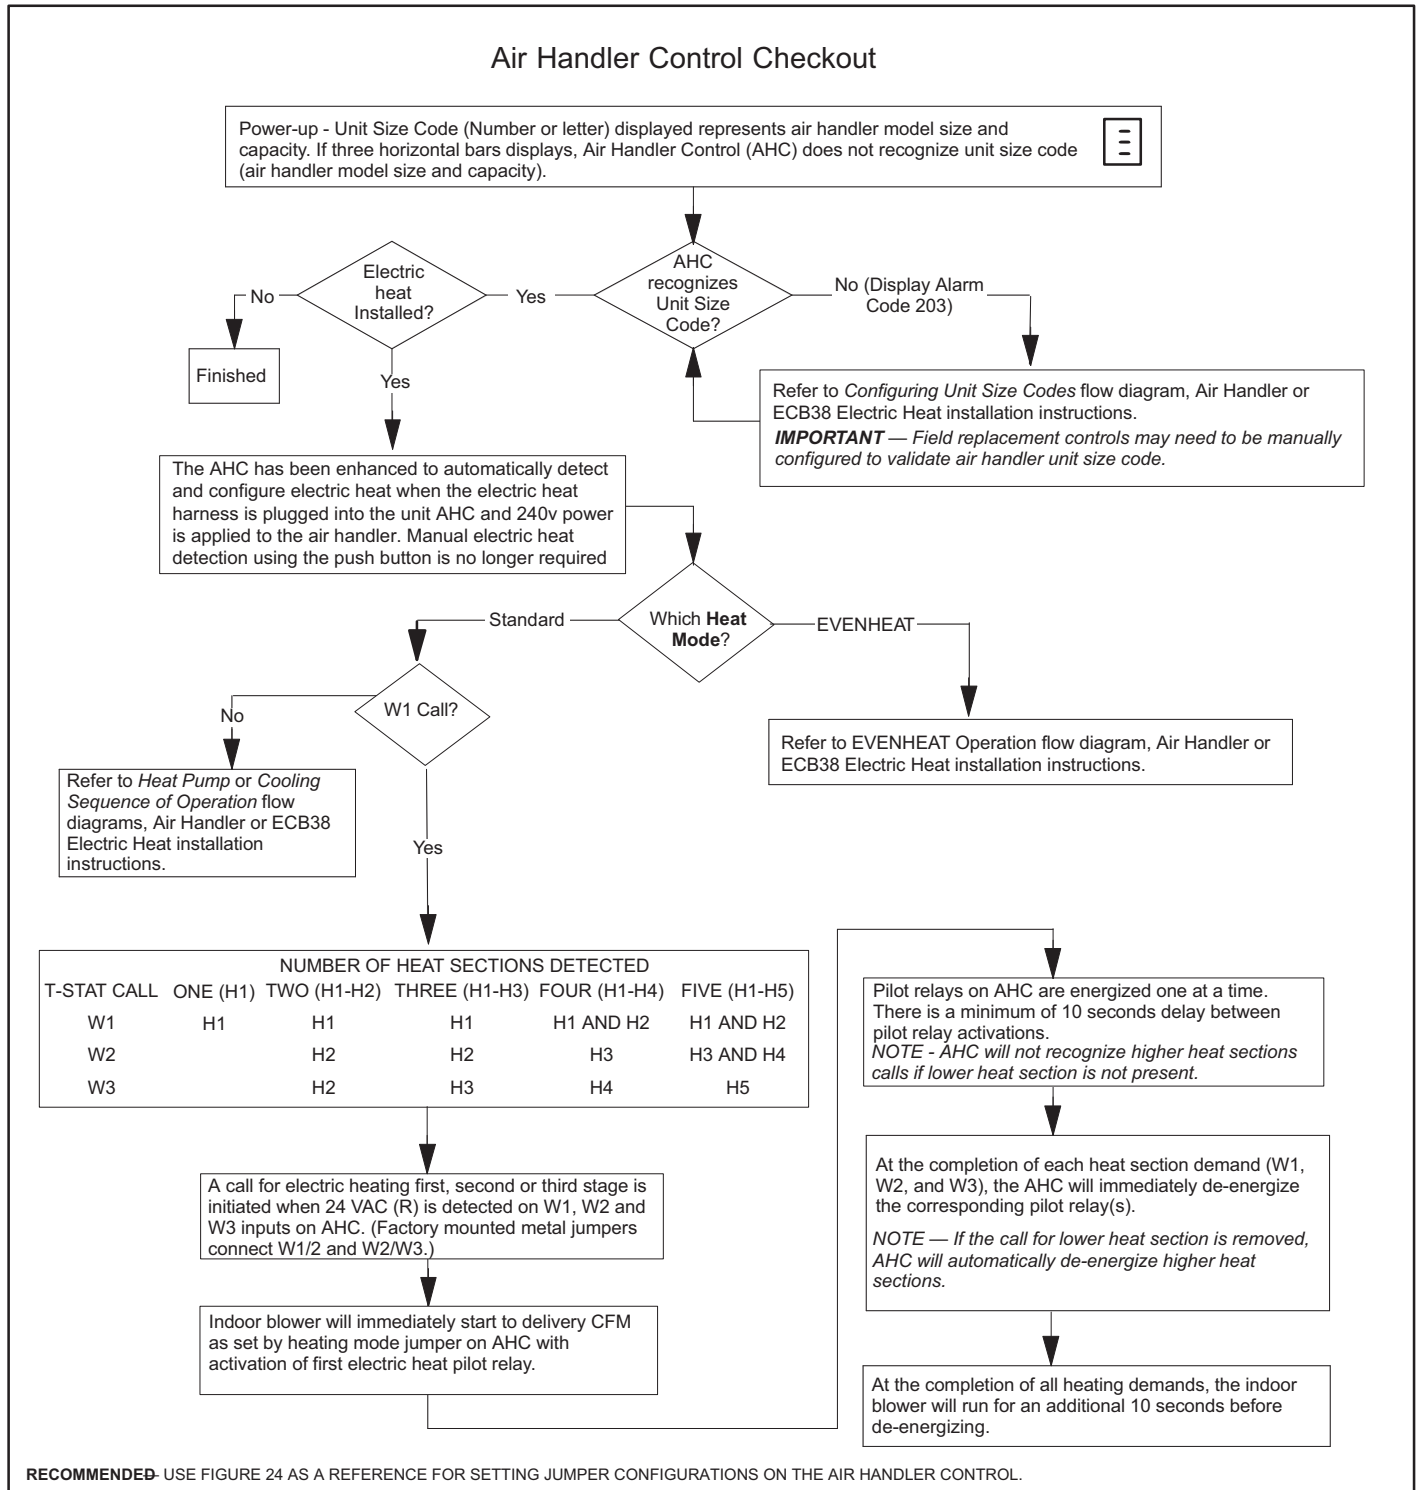 Air Handler Control Checkout
Power-up - Unit Size Code (Number or letter) displayed represents air handler model size and
capacity. If three horizontal bars displays, Air Handler Control (AHC) does not recognize unit size code
(air handler model size and capacity).
AHC
recognizes
Unit Size
Code?
No (Display Alarm
Code 203)
Yes
Electric
heat
Installed?
No
Finished
Yes
Refer to Configuring Unit Size Codes flow diagram, Air Handler or
ECB38 Electric Heat installation instructions.
IMPORTANT — Field replacement controls may need to be manually
configured to validate air handler unit size code.
The AHC has been enhanced to automatically detect
and configure electric heat when the electric heat
harness is plugged into the unit AHC and 240v power
is applied to the air handler. Manual electric heat
detection using the push button is no longer required
Which Heat
Mode?
Standard
EVENHEAT
W1 Call?
No
Refer to EVENHEAT Operation flow diagram, Air Handler or
ECB38 Electric Heat installation instructions.
Refer to Heat Pump or Cooling
Sequence of Operation flow
diagrams, Air Handler or ECB38
Electric Heat installation
instructions.
Yes
NUMBER OF HEAT SECTIONS DETECTED
T-STAT CALL ONE (H1) TWO (H1-H2) THREE (H1-H3) FOUR (H1-H4) FIVE (H1-H5)
W1 H1 H1 H1 H1 AND H2 H1 AND H2
W2 H2 H2 H3 H3 AND H4
W3 H2 H3 H4 H5
A call for electric heating first, second or third stage is
initiated when 24 VAC (R) is detected on W1, W2 and
W3 inputs on AHC. (Factory mounted metal jumpers
connect W1/2 and W2/W3.)
Indoor blower will immediately start to delivery CFM
as set by heating mode jumper on AHC with
activation of first electric heat pilot relay.
Pilot relays on AHC are energized one at a time.
There is a minimum of 10 seconds delay between
pilot relay activations.
NOTE - AHC will not recognize higher heat sections
calls if lower heat section is not present.
At the completion of each heat section demand (W1,
W2, and W3), the AHC will immediately de-energize
the corresponding pilot relay(s).
NOTE — If the call for lower heat section is removed,
AHC will automatically de-energize higher heat
sections.
At the completion of all heating demands, the indoor
blower will run for an additional 10 seconds before
de-energizing.
RECOMMENDED— USE FIGURE 24 AS A REFERENCE FOR SETTING JUMPER CONFIGURATIONS ON THE AIR HANDLER CONTROL.